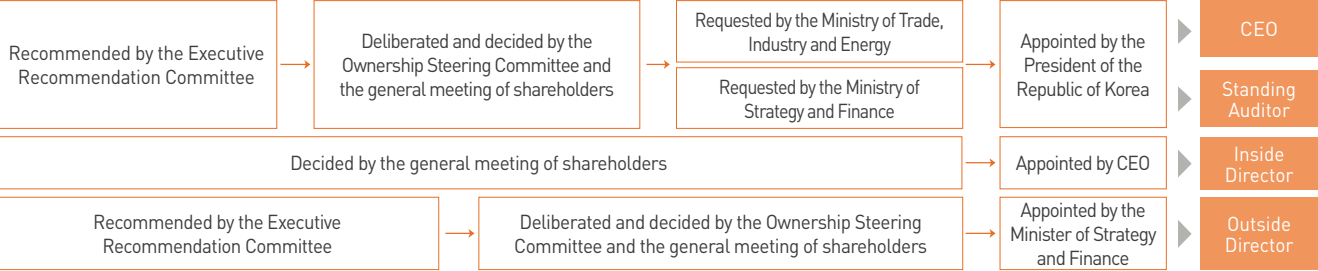 Recommended by the Executive
Recommendation Committee
Deliberated and decided by the
Ownership Steering Committee and
the general meeting of shareholders
Requested by the Ministry of Trade,
Industry and Energy
Requested by the Ministry of
Strategy and Finance
Appointed by the
President of the
Republic of Korea
CEO
Standing
Auditor
Decided by the general meeting of shareholders
Appointed by CEO
Inside
Director
Recommended by the Executive
Recommendation Committee
Deliberated and decided by the Ownership Steering
Committee and the general meeting of shareholders
Appointed by the
Minister of Strategy
and Finance
Outside
Director